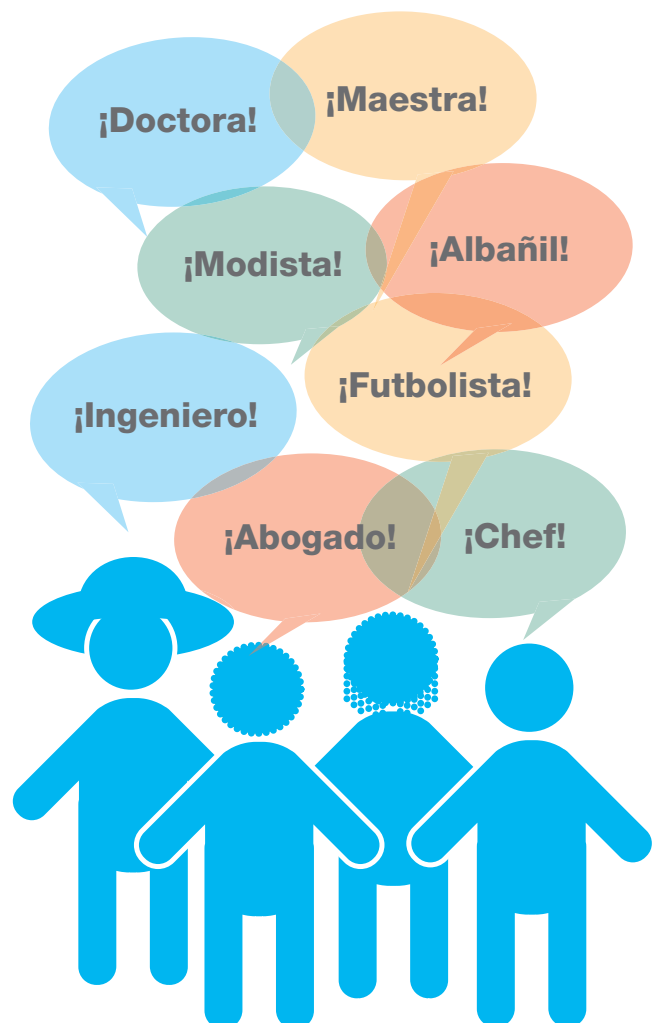 ¡Doctora!
¡Maestra!
¡Modista!
¡Albañil!
¡Ingeniero!
¡Futbolista!
¡Abogado!
¡Chef!